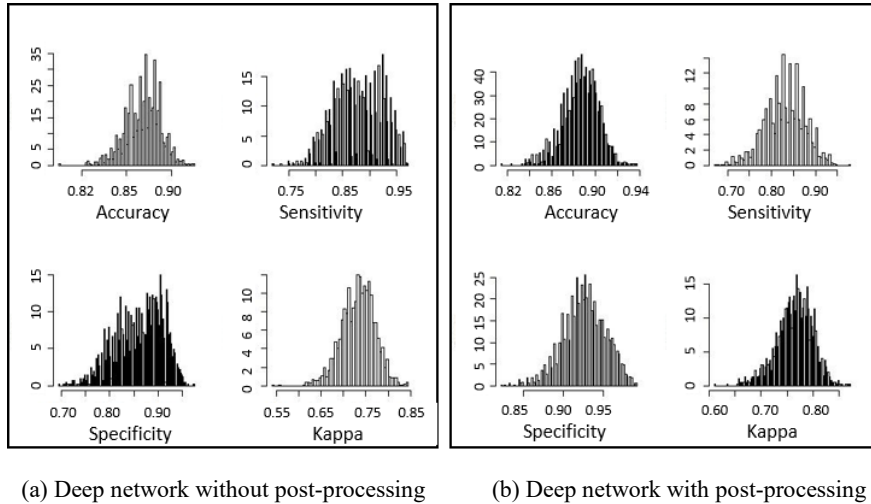 35
25
15
5
0
0.82 0.85 0.90
Accuracy
15
10
5
0
0.75 0.85 0.95
Sensitivity
15
10
5
0
0.70 0.80 0.90
Specificity
10
8
6
4
2
0
0.55 0.65 0.75 0.85
Kappa
40
30
20
10
0
0.82 0.86 0.90 0.94
Accuracy
12
8
6
4
2
0
0.70 0.80 0.90
Sensitivity
25
20
15
10
5
0
0.85 0.90 0.95
Specificity
15
10
5
0
0.60 0.70 0.80
Kappa
(a) Deep network without post-processing
(b) Deep network with post-processing